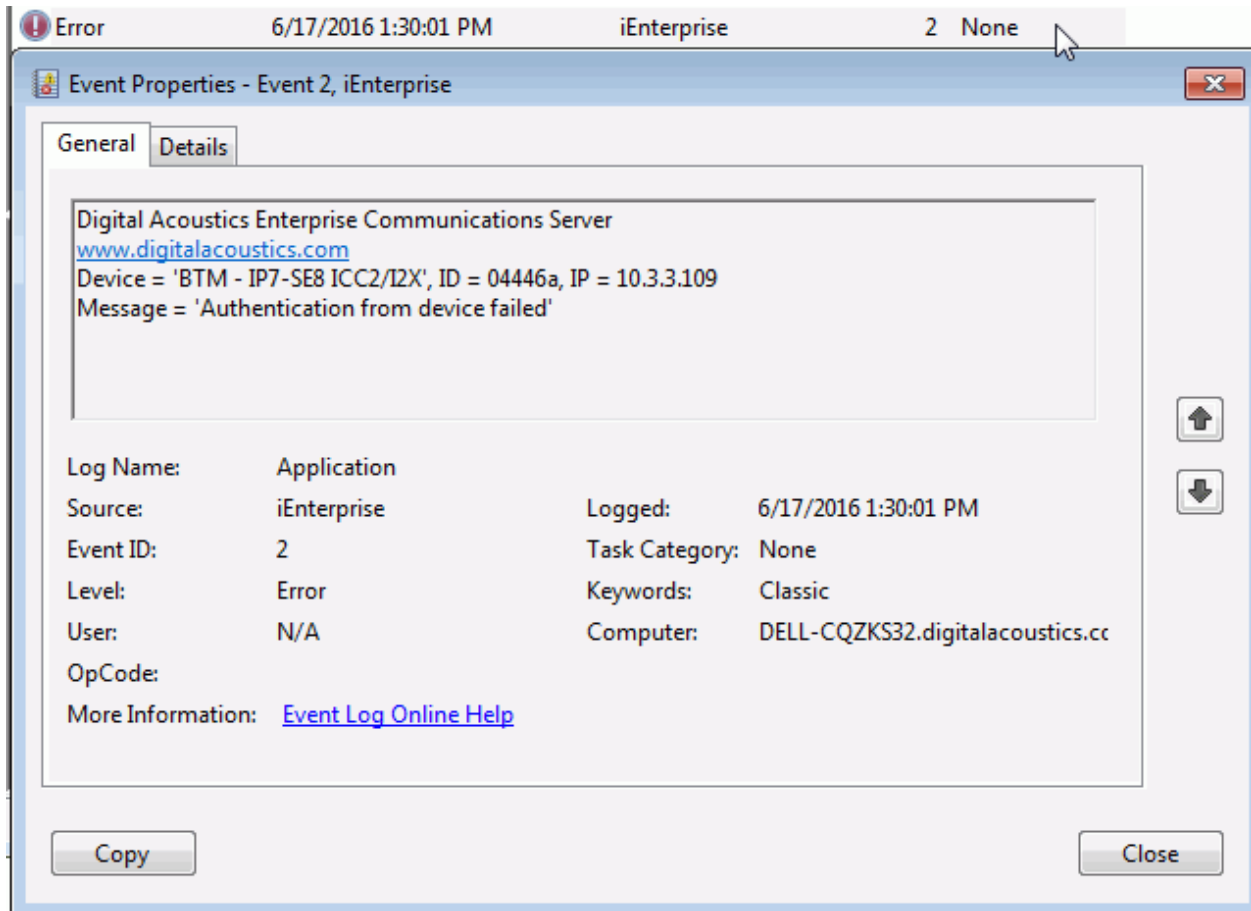 Error 6/17/2016 1:30:01 PM iEnterprise 2 None
Event Properties - Event 2, iEnterprise
General Details
Digital Acoustics Enterprise Communications Server
www.digitalacoustics.com
Device = 'BTM - IP7-SE8 ICC2/I2X', ID = 04446a, IP = 10.3.3.109
Message = 'Authentication from device failed'
Log Name: Application
Source: iEnterprise Logged: 6/17/2016 1:30:01 PM
Event ID: 2 Task Category: None
Level: Error Keywords: Classic
User: N/A Computer: DELL-CQZKS32.digitalacoustics.cc
OpCode:
More Information: Event Log Online Help
Copy Close